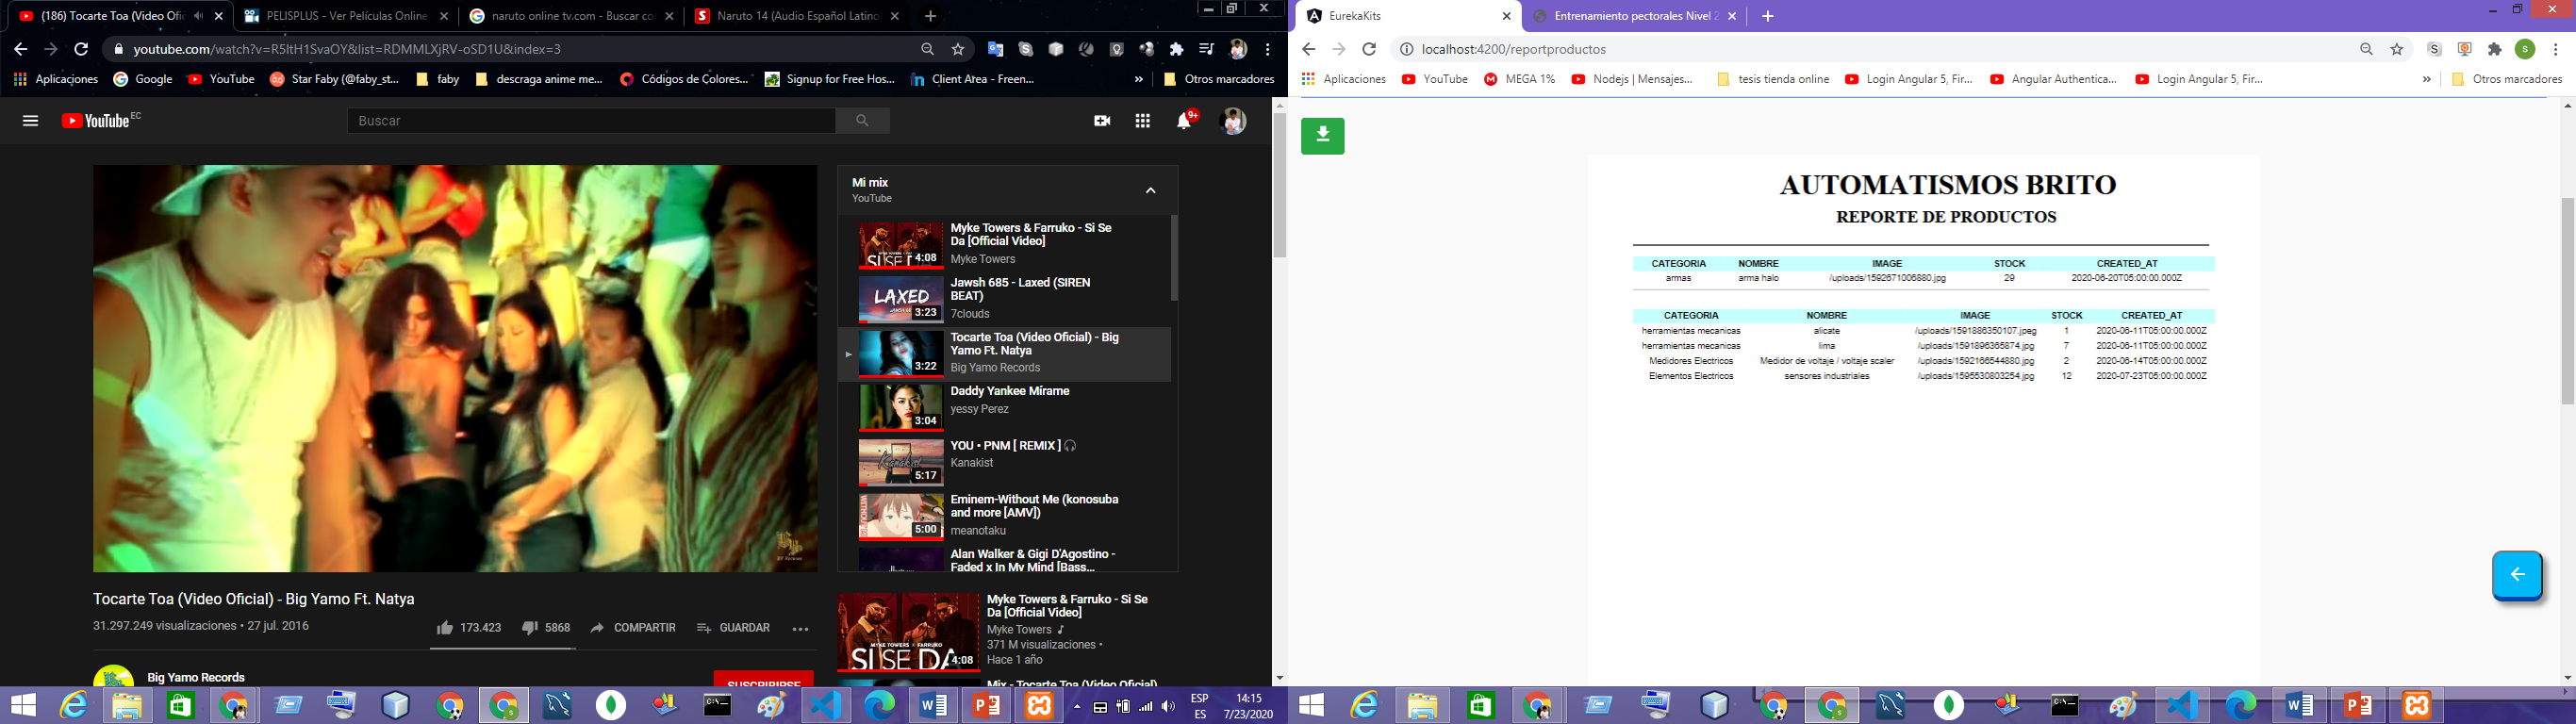 (186) Tocarte Toa (Video Ofic
PELISPLUS - Ver Películas Online
naruto online tv.com - Buscar co
Naruto 14 (Audio Español Latino
youtube.com/watch?v=R5ltH1SvaOY&list=RDMMLXjRV-oSD1U&index=3
Aplicaciones
Google
YouTube
Star Faby (@faby_st...
faby
descraga anime me...
Códigos de Colores...
Signup for Free Hos...
Client Area - Freen...
»
Otros marcadores
YouTube EC
Buscar
9+
Mi mix
YouTube
Myke Towers & Farruko - Si Se
Da [Official Video]
Myke Towers
4:08
Jawsh 685 - Laxed (SIREN
BEAT)
7clouds
LAXED
3:23
Tocarte Toa (Video Oficial) - Big
Yamo Ft. Natya
Big Yamo Records
3:22
Daddy Yankee Mírame
yessy Perez
3:04
YOU • PNM [ REMIX ]
Kanakist
5:17
Eminem-Without Me (konosuba
and more [AMV])
meanotaku
5:00
Alan Walker & Gigi D'Agostino -
Faded x In My Mind [Bass...
Tocarte Toa (Video Oficial) - Big Yamo Ft. Natya
31.297.249 visualizaciones • 27 jul. 2016
173.423
5868
COMPARTIR
GUARDAR
Big Yamo Records
SUSCRIBIRSE
Myke Towers & Farruko - Si Se
Da [Official Video]
Myke Towers
371 M visualizaciones •
Hace 1 año
SI SE DA
4:08
Mix - Tocarte Toa (Video Oficial)
ESP
ES
14:15
7/23/2020
EurekaKits
Entrenamiento pectorales Nivel 2
localhost:4200/reportproductos
Aplicaciones
YouTube
MEGA 1%
Nodejs | Mensajes...
tesis tienda online
Login Angular 5, Fir...
Angular Authentica...
Login Angular 5, Fir...
»
Otros marcadores
AUTOMATISMOS BRITO
REPORTE DE PRODUCTOS
CATEGORIA NOMBRE IMAGE STOCK CREATED_AT
armas arma halo /uploads/1592671006880.jpg 29 2020-06-20T05:00:00.000Z
CATEGORIA NOMBRE IMAGE STOCK CREATED_AT
herramientas mecanicas alicate /uploads/1591886350107.jpeg 1 2020-06-11T05:00:00.000Z
herramientas mecanicas lima /uploads/1591896365874.jpg 7 2020-06-11T05:00:00.000Z
Medidores Electricos Medidor de voltaje / voltaje scaler /uploads/1592166544880.jpg 2 2020-06-14T05:00:00.000Z
Elementos Electricos sensores industriales /uploads/1595530803254.jpg 12 2020-07-23T05:00:00.000Z